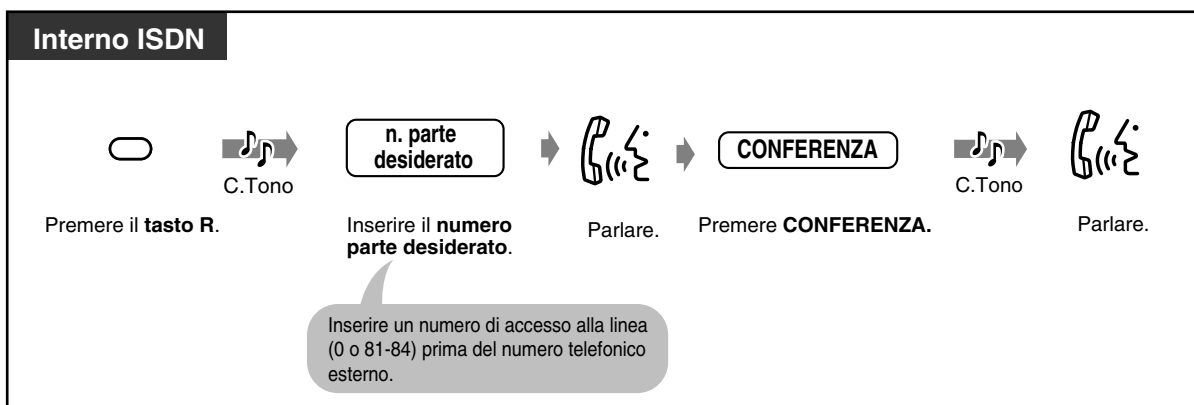 Interno ISDN
n. parte
desiderato
CONFERENZA
C.Tono
C.Tono
Premere il tasto R.
Inserire il numero
parte desiderato.
Parlare.
Premere CONFERENZA.
Parlare.
Inserire un numero di accesso alla linea
(0 o 81-84) prima del numero telefonico
esterno.